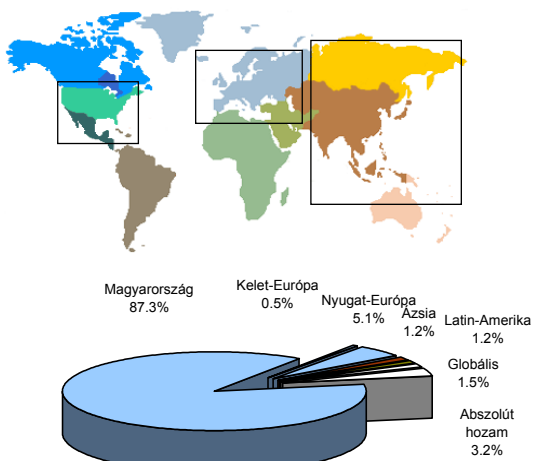 Magyarország
87.3%
Kelet-Európa
0.5%
Nyugat-Európa
5.1%
Ázsia
1.2%
Latin-Amerika
1.2%
Globális
1.5%
Abszolút
hozam
3.2%